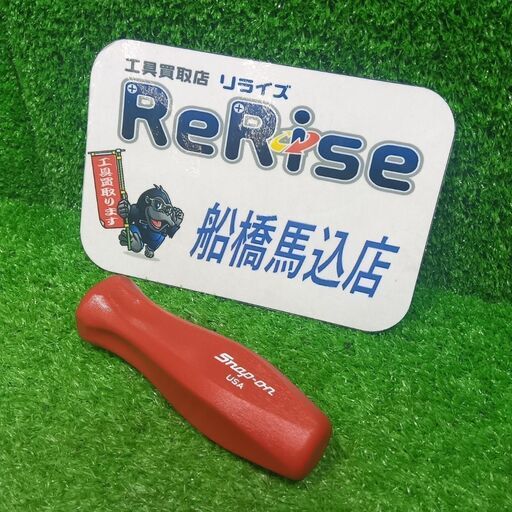 工具買取店 リライズ
ReRise
工具買取ります
船橋馬込店
Snap-on
USA